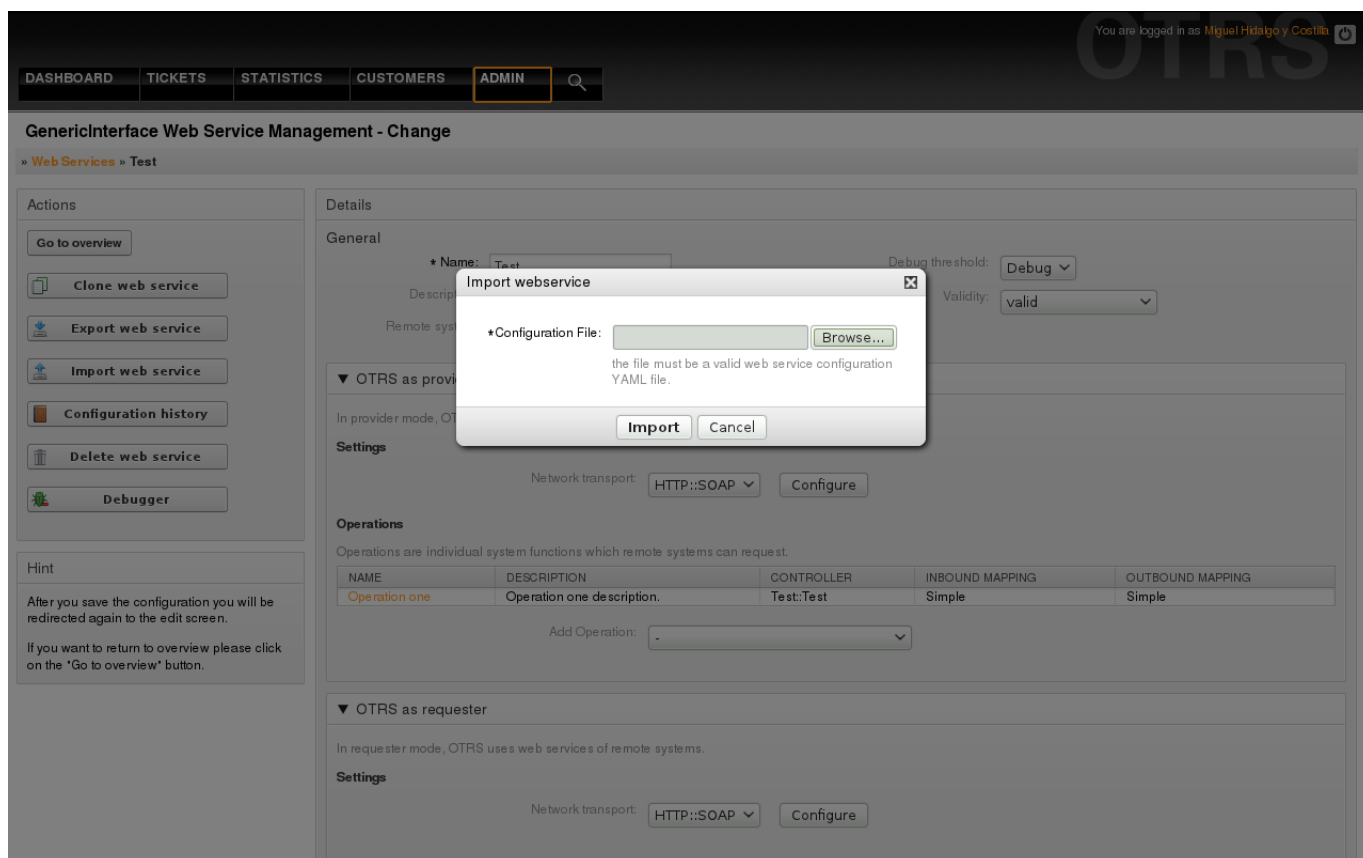 OTRS
You are logged in as Miguel Hidalgo y Costilla
DASHBOARD TICKETS STATISTICS CUSTOMERS ADMIN
GenericInterface Web Service Management - Change
» Web Services » Test
Actions
Go to overview
Clone web service
Export web service
Import web service
Configuration history
Delete web service
Debugger
Hint
After you save the configuration you will be
redirected again to the edit screen.
If you want to return to overview please click
on the "Go to overview" button.
Details
General
* Name: Test
Debug threshold: Debug
Descrip
Validity: valid
Remote syst
Import webservice
*Configuration File: Browse...
the file must be a valid web service configuration
YAML file.
Import Cancel
▼ OTRS as provi
In provider mode, OT
Settings
Network transport: HTTP::SOAP Configure
Operations
Operations are individual system functions which remote systems can request.
NAME DESCRIPTION CONTROLLER INBOUND MAPPING OUTBOUND MAPPING
Operation one Operation one description. Test::Test Simple Simple
Add Operation: -
▼ OTRS as requester
In requester mode, OTRS uses web services of remote systems.
Settings
Network transport: HTTP::SOAP Configure